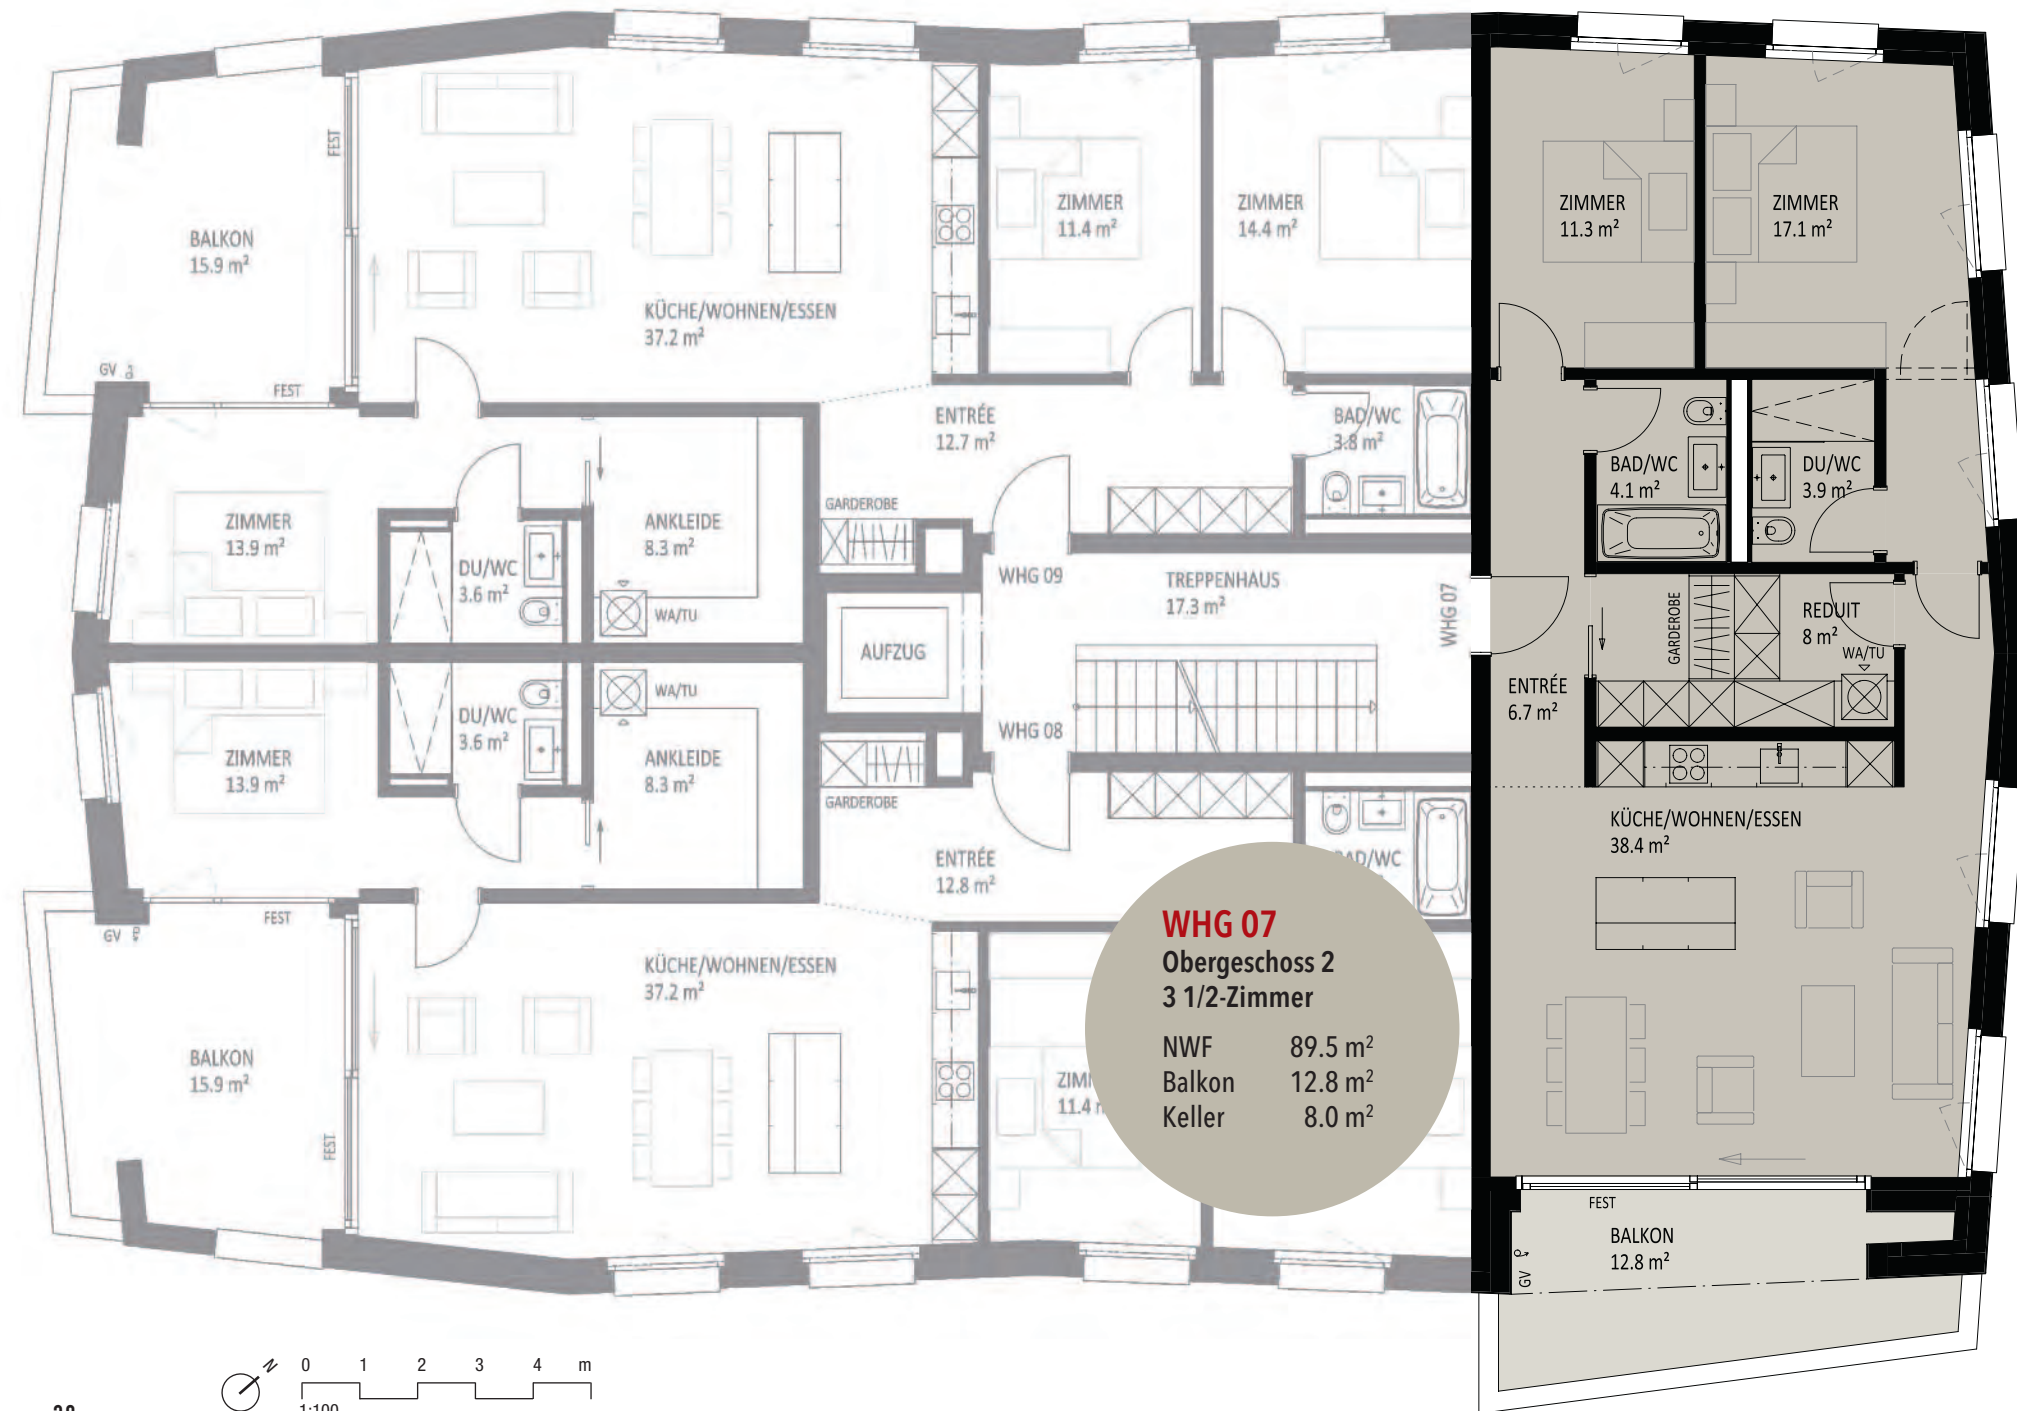 BALKON
15.9 m²
FEST
GV
FEST
KÜCHE/WOHNEN/ESSEN
37.2 m²
ZIMMER
11.4 m²
ZIMMER
14.4 m²
ZIMMER
11.3 m²
ZIMMER
17.1 m²
ENTRÉE
12.7 m²
BAD/WC
3.8 m²
BAD/WC
4.1 m²
DU/WC
3.9 m²
GARDEROBE
ZIMMER
13.9 m²
DU/WC
3.6 m²
ANKLEIDE
8.3 m²
WA/TU
WHG 09
TREPPENHAUS
17.3 m²
WHG 07
AUFZUG
GARDEROBE
REDUIT
8 m²
WA/TU
ENTRÉE
6.7 m²
ZIMMER
13.9 m²
DU/WC
3.6 m²
WA/TU
ANKLEIDE
8.3 m²
WHG 08
GARDEROBE
ENTRÉE
12.8 m²
KÜCHE/WOHNEN/ESSEN
38.4 m²
FEST
GV
BALKON
15.9 m²
FEST
KÜCHE/WOHNEN/ESSEN
37.2 m²
11.4
WHG 07
Obergeschoss 2
3 1/2-Zimmer
NWF 89.5 m²
Balkon 12.8 m²
Keller 8.0 m²
FEST
BALKON
12.8 m²
GV
N
0 1 2 3 4 m
1:100